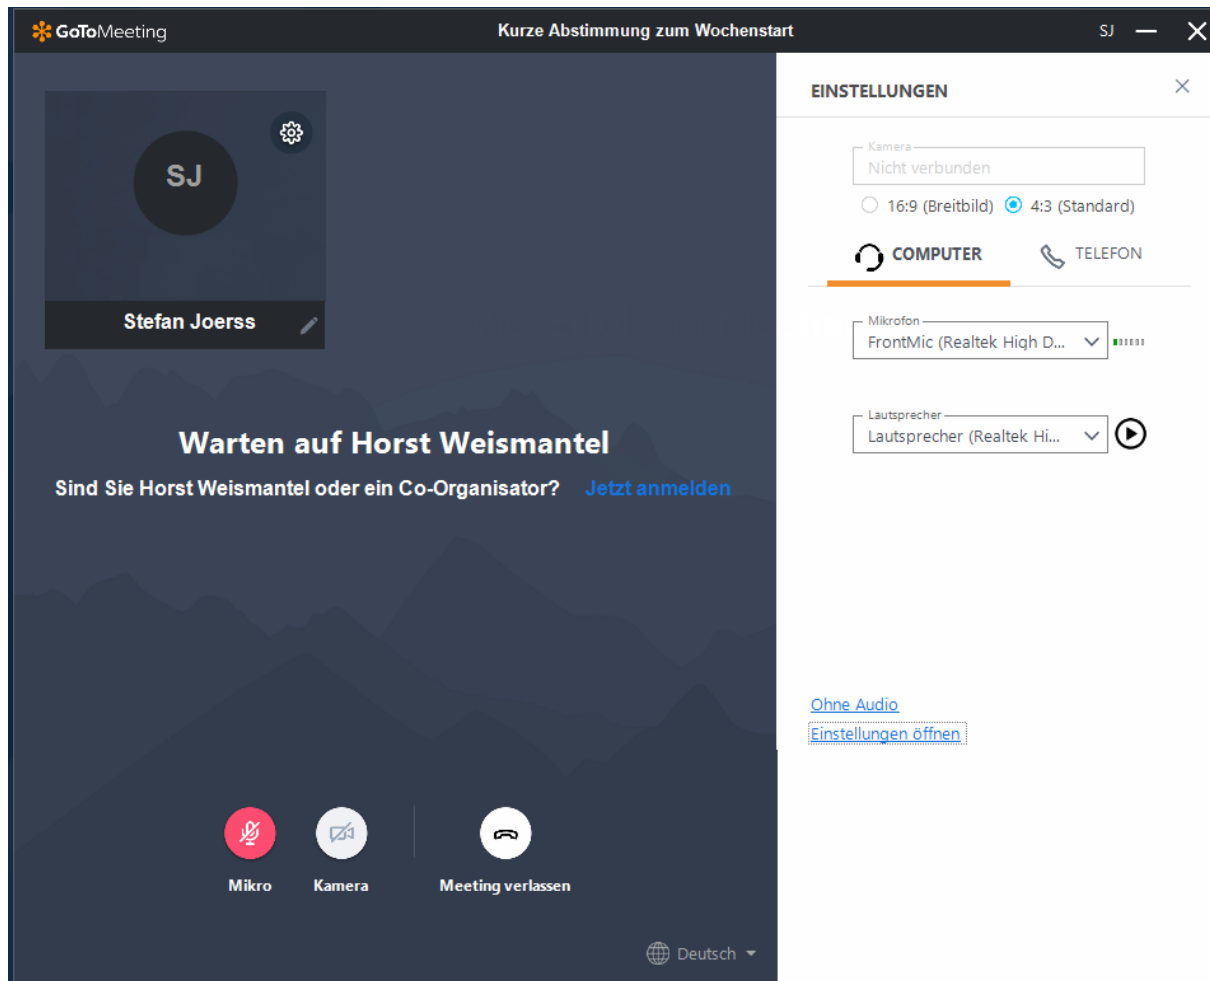 GoToMeeting
Kurze Abstimmung zum Wochenstart
SJ
SJ
Stefan Joerss
Warten auf Horst Weismantel
Sind Sie Horst Weismantel oder ein Co-Organisator? Jetzt anmelden
Mikro
Kamera
Meeting verlassen
Deutsch
EINSTELLUNGEN
Kamera
Nicht verbunden
16:9 (Breitbild) 4:3 (Standard)
COMPUTER
TELEFON
Mikrofon
FrontMic (Realtek High D...
Lautsprecher
Lautsprecher (Realtek Hi...
Ohne Audio
Einstellungen öffnen